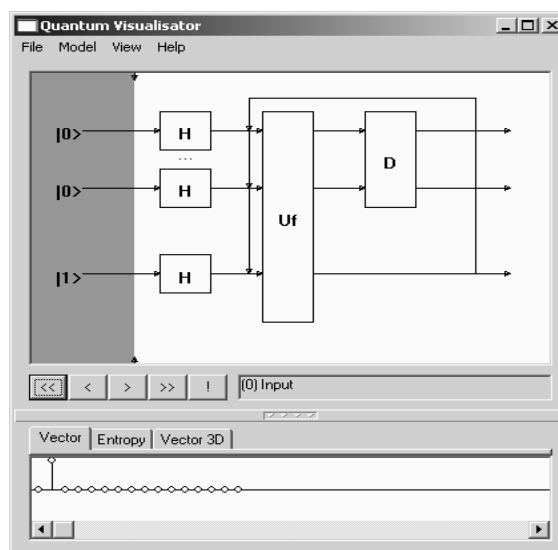 Quantum Visualisator
File Model View Help
|0> H
...
|0> H
D
Uf
|1> H
<< < > >> ! (0) Input
Vector Entropy Vector 3D